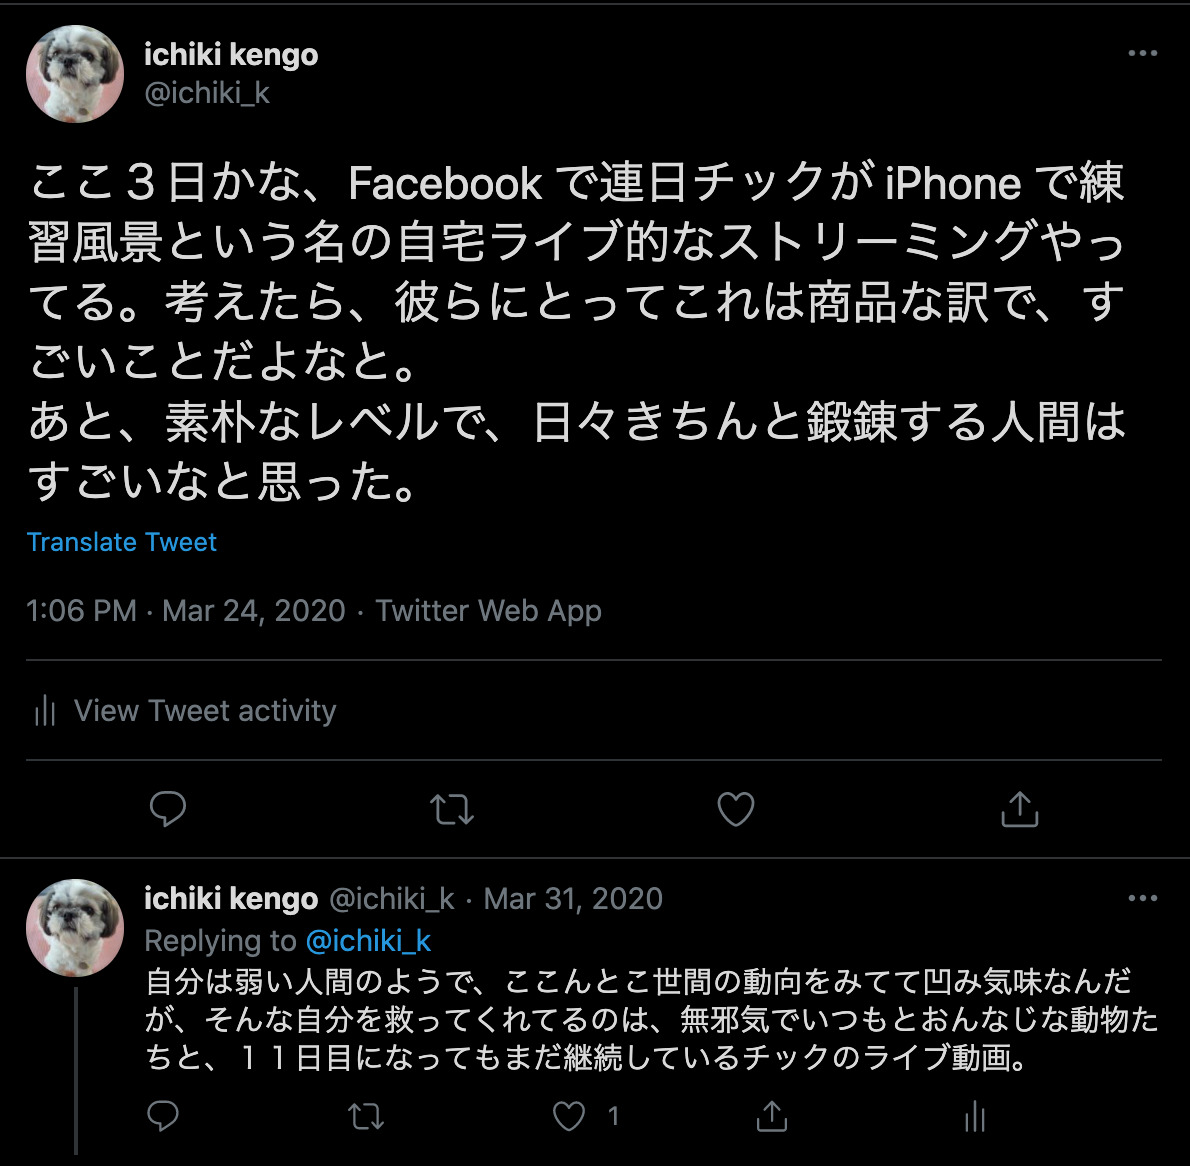 ichiki kengo
@ichiki_k
ここ３日かな、Facebook で連日チックが iPhone で練
習風景という名の自宅ライブ的なストリーミングやっ
てる。考えたら、彼らにとってこれは商品な訳で、す
ごいことだよなと。
あと、素朴なレベルで、日々きちんと鍛錬する人間は
すごいなと思った。
Translate Tweet
1:06 PM · Mar 24, 2020 · Twitter Web App
View Tweet activity
ichiki kengo @ichiki_k · Mar 31, 2020
Replying to @ichiki_k
自分は弱い人間のようで、ここんとこ世間の動向をみてて凹み気味なんだ
が、そんな自分を救ってくれてるのは、無邪気でいつもとおんなじな動物た
ちと、１１日目になってもまだ継続しているチックのライブ動画。
1